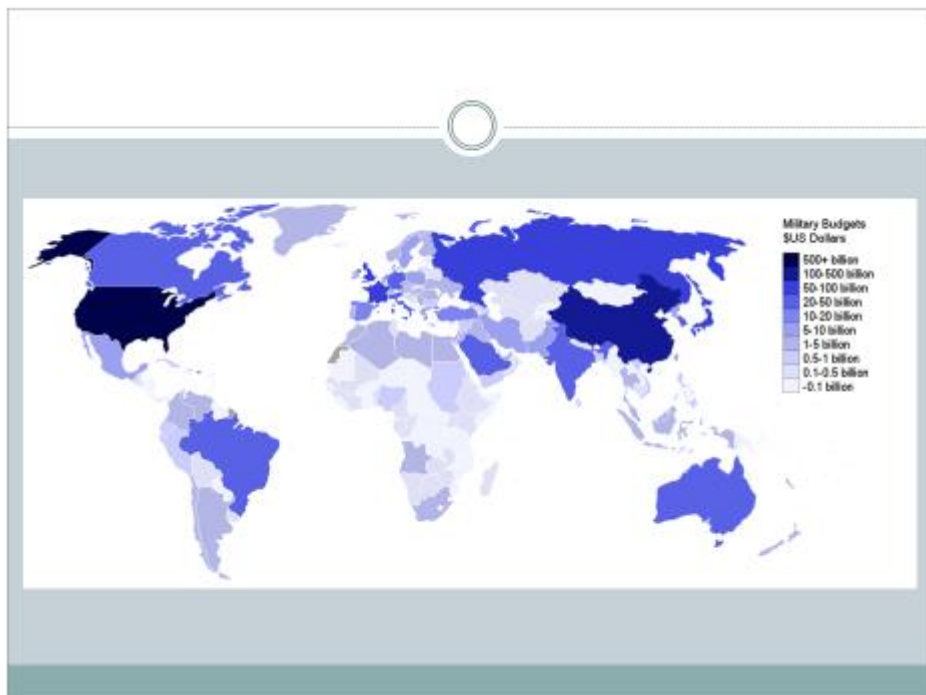 Military Budgets
$US Dollars
500+ billion
100-500 billion
50-100 billion
20-50 billion
10-20 billion
5-10 billion
1-5 billion
0.5-1 billion
0.1-0.5 billion
-0.1 billion